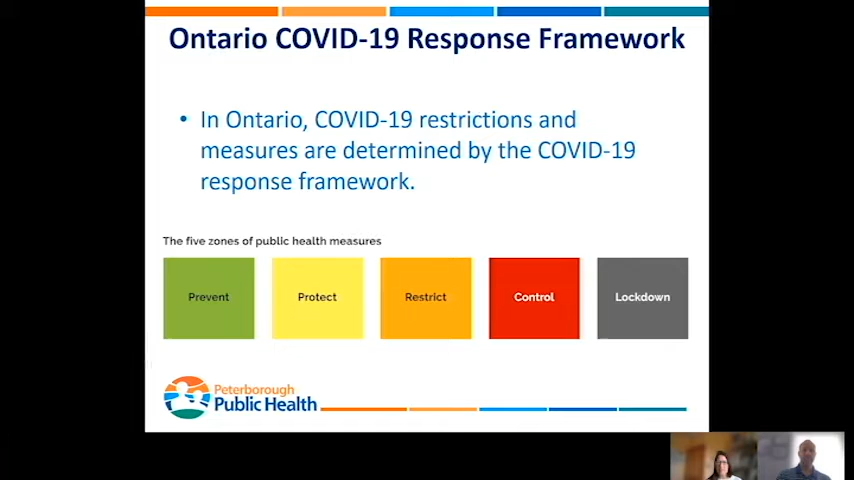 Ontario COVID-19 Response Framework
• In Ontario, COVID-19 restrictions and
measures are determined by the COVID-19
response framework.
The five zones of public health measures
Prevent
Protect
Restrict
Control
Lockdown
Peterborough
Public Health